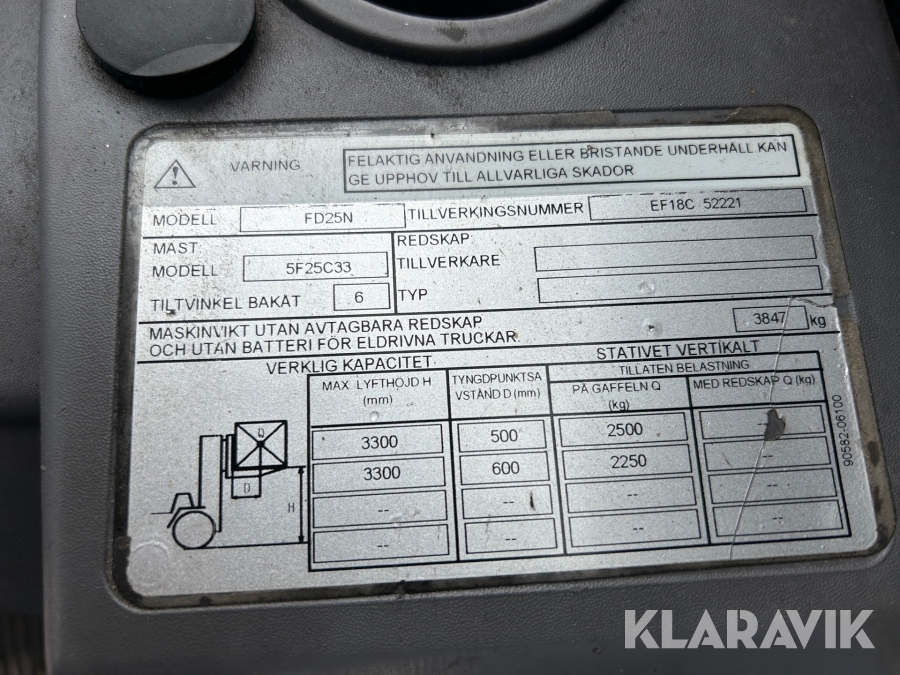 VARNING
FELAKTIG ANVANDNING ELLER BRISTANDE UNDERHÅLL KAN
GE UPPHOV TILL ALLVARLIGA SKADOR
MODELL FD25N TILLVERKINGSNUMMER EF18C 52221
MAST: REDSKAP:
MODELL 5F25C33 TILLVERKARE
TILTVINKEL BAKÅT 6 TYP
MASKINVIKT UTAN AVTAGBARA REDSKAP
OCH UTAN BATTERI FÖR ELDRIVNA TRUCKAR. 3847 kg
VERKLIG KAPACITET STATIVET VERTIKALT
MAX. LYFTHÖJD H (mm) TYNGDPUNKTSA VSTÅND D (mm) TILLATEN BELASTNING
PÅ GAFFELN Q (kg) MED REDSKAP Q (kg)
3300 500 2500 --
3300 600 2250 --
-- -- -- --
-- -- -- --
Q
D
H
90582-06100
KLARAVIK